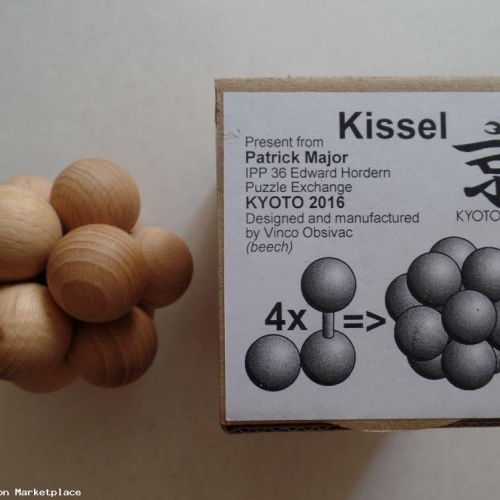 Kissel
Present from
Patrick Major
IPP 36 Edward Hordern
Puzzle Exchange
KYOTO 2016
Designed and manufactured
by Vinco Obsivac
(beech)
KYOTO
4x =>
on Marketplace